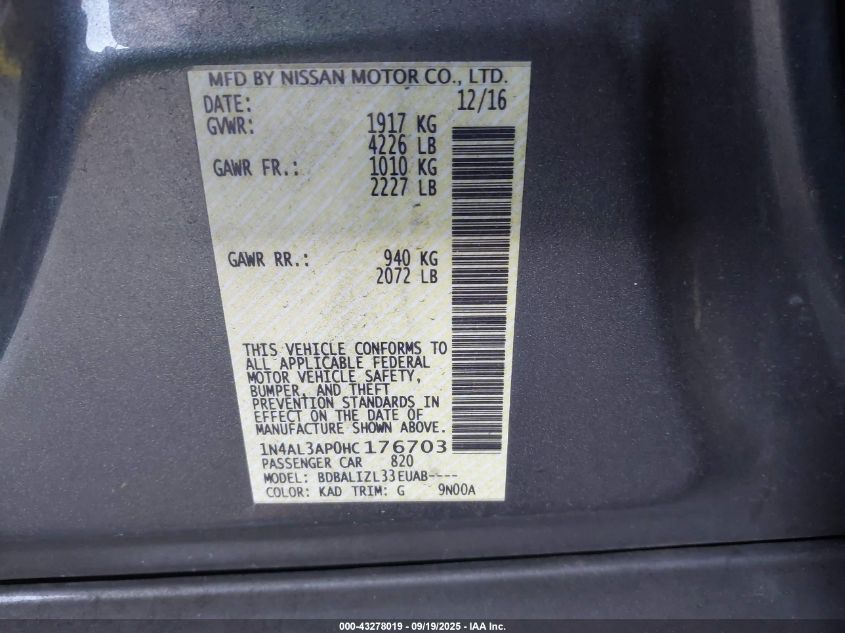 MFD BY NISSAN MOTOR CO., LTD.
DATE: 12/16
GVWR: 1917 KG
4226 LB
GAWR FR.: 1010 KG
2227 LB
GAWR RR.: 940 KG
2072 LB
THIS VEHICLE CONFORMS TO
ALL APPLICABLE FEDERAL
MOTOR VEHICLE SAFETY,
BUMPER, AND THEFT
PREVENTION STANDARDS IN
EFFECT ON THE DATE OF
MANUFACTURE SHOWN ABOVE.
1N4AL3AP0HC176703
PASSENGER CAR 820
MODEL: BDBALIZL33EUAB----
COLOR: KAD TRIM: G 9N00A
000-43278019 - 09/19/2025 - IAA Inc.